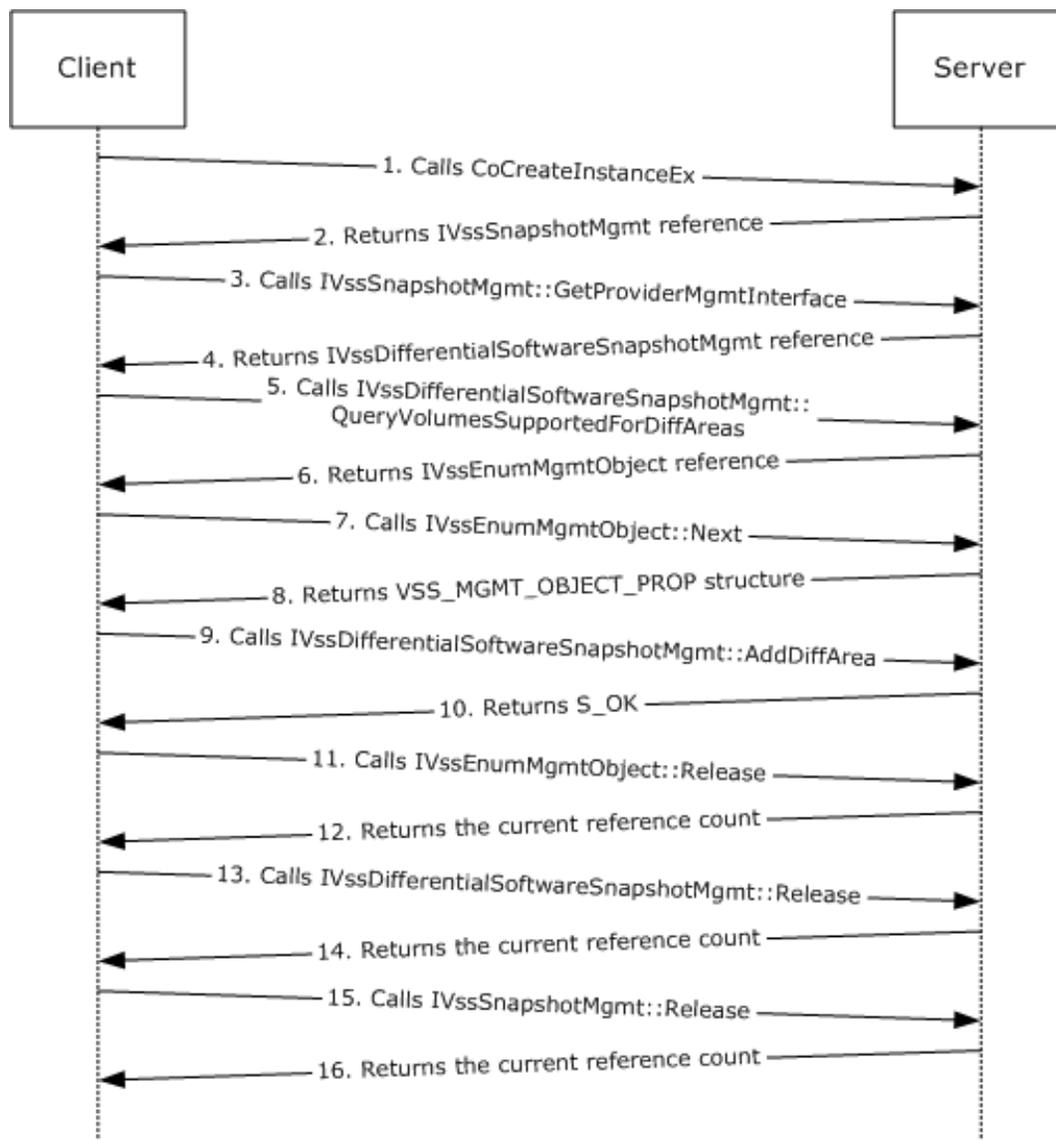 Client
Server
1. Calls CoCreateInstanceEx
2. Returns IVssSnapshotMgmt reference
3. Calls IVssSnapshotMgmt::GetProviderMgmtInterface
4. Returns IVssDifferentialSoftwareSnapshotMgmt reference
5. Calls IVssDifferentialSoftwareSnapshotMgmt::
QueryVolumesSupportedForDiffAreas
6. Returns IVssEnumMgmtObject reference
7. Calls IVssEnumMgmtObject::Next
8. Returns VSS_MGMT_OBJECT_PROP structure
9. Calls IVssDifferentialSoftwareSnapshotMgmt::AddDiffArea
10. Returns S_OK
11. Calls IVssEnumMgmtObject::Release
12. Returns the current reference count
13. Calls IVssDifferentialSoftwareSnapshotMgmt::Release
14. Returns the current reference count
15. Calls IVssSnapshotMgmt::Release
16. Returns the current reference count